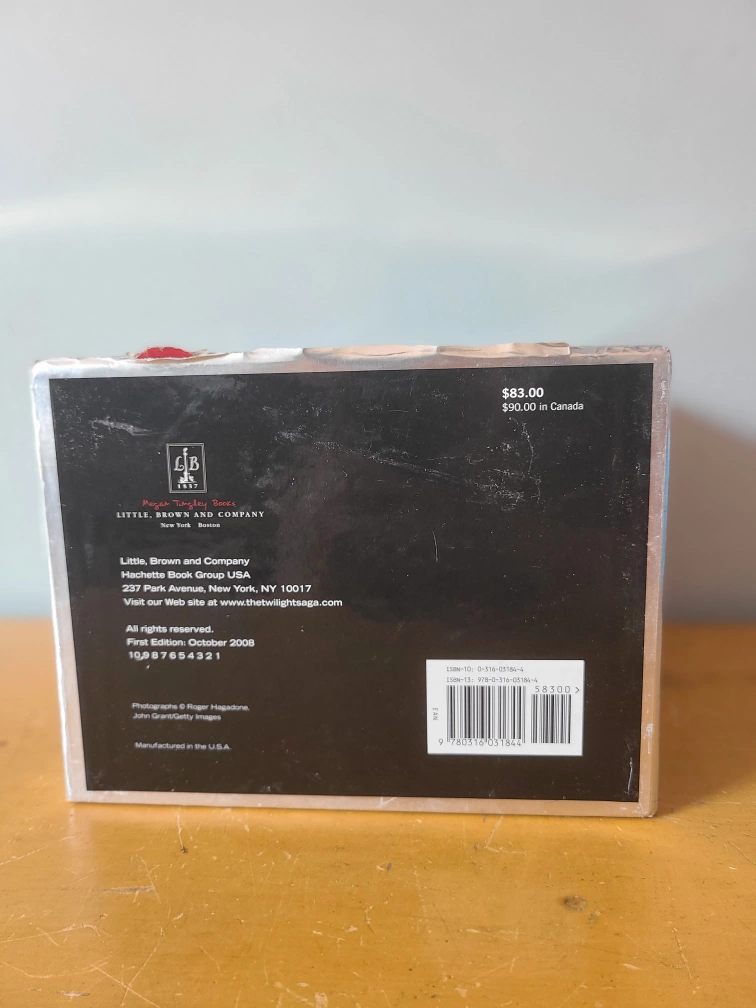 $83.00
$90.00 in Canada
L B
1837
Megan Tingley Books
LITTLE, BROWN AND COMPANY
New York Boston
Little, Brown and Company
Hachette Book Group USA
237 Park Avenue, New York, NY 10017
Visit our Web site at www.thetwilightsaga.com
All rights reserved.
First Edition: October 2008
10 9 8 7 6 5 4 3 2 1
Photographs © Roger Hagadone,
John Grant/Getty Images
Manufactured in the U.S.A.
ISBN-10: 0-316-03184-4
ISBN-13: 978-0-316-03184-4
58300 >
EAN
9 780316 031844